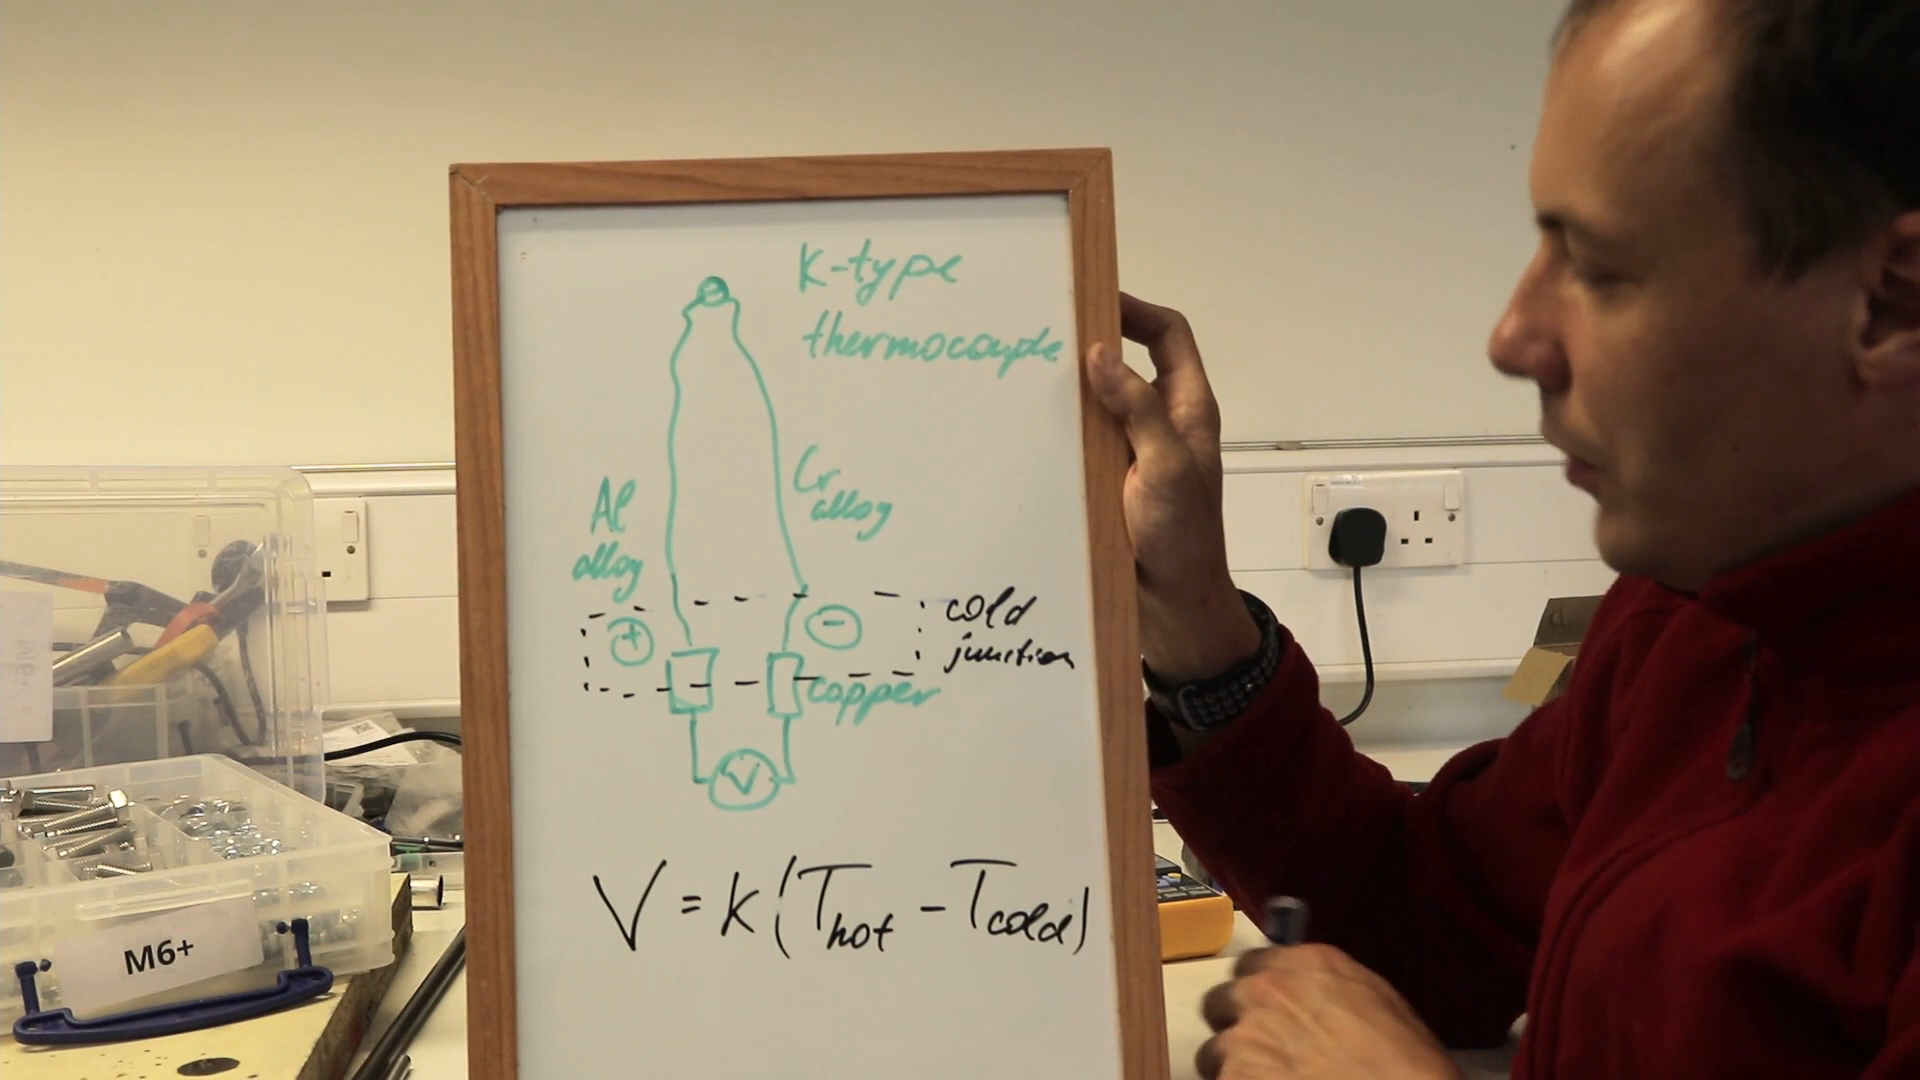 K-type
thermocouple
Cr
alloy
Al
alloy
+
-
cold
junction
copper
V
V = K (Thot - Tcold)
M6+